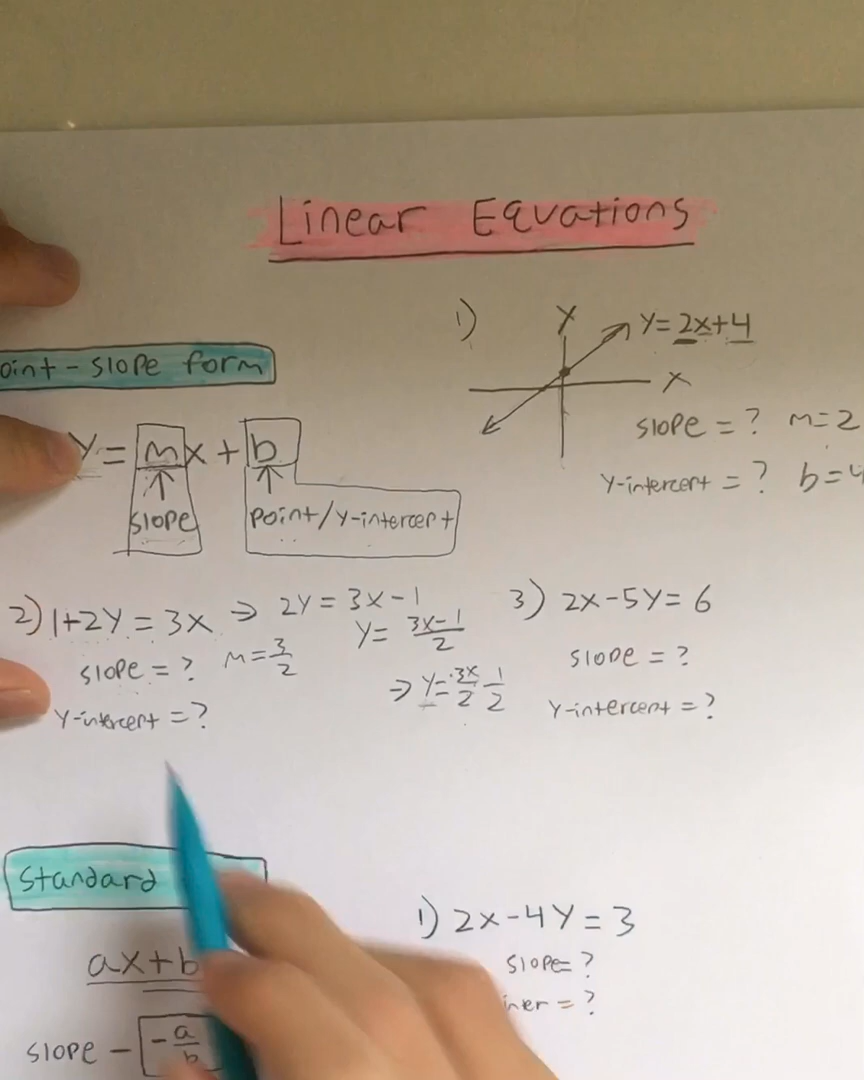 Linear Equations
oint-slope form
Y = mx + b
slope
point/y-intercept
1)
Y
Y= 2x+4
X
slope = ? m=2
Y-intercept = ? b=4
2) 1+2Y = 3X → 2Y = 3X-1
Y= 3X-1/2
→ Y= 3X/2 - 1/2
slope = ? m=3/2
Y-intercept = ?
3) 2X-5Y= 6
slope = ?
Y-intercept = ?
Standard
ax+b
slope - -a/b
1) 2X-4Y= 3
slope= ?
= ?